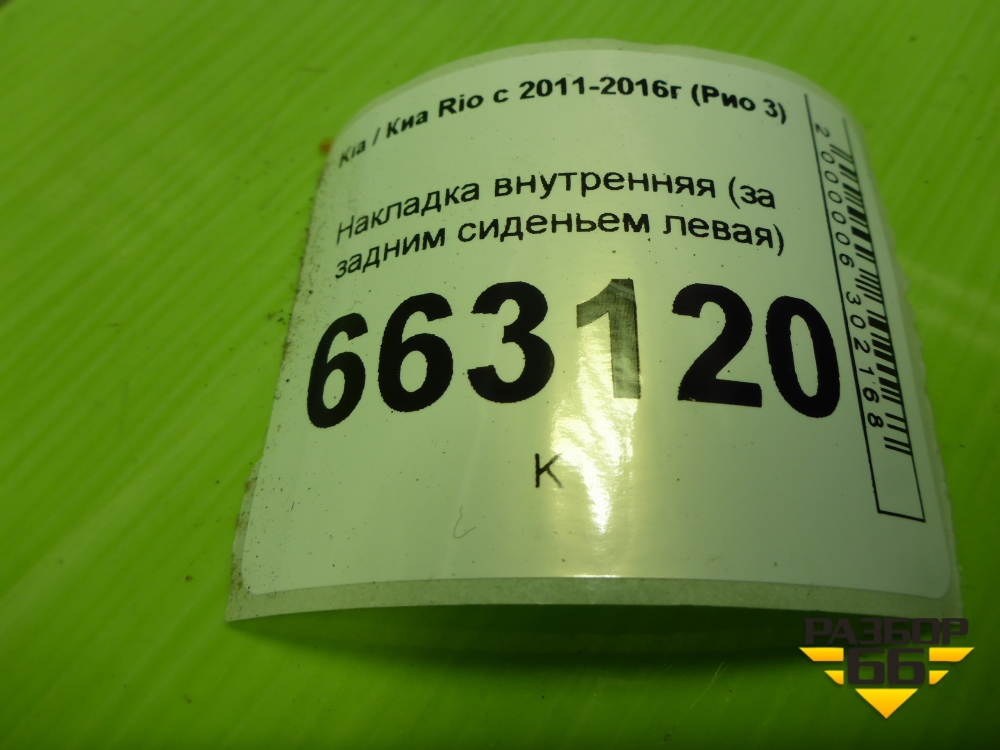 Kia / Киа Rio с 2011-2016г (Рио 3)
Накладка внутренняя (за
задним сиденьем левая)
663120
К
2000006302168
РАЗБОР
66